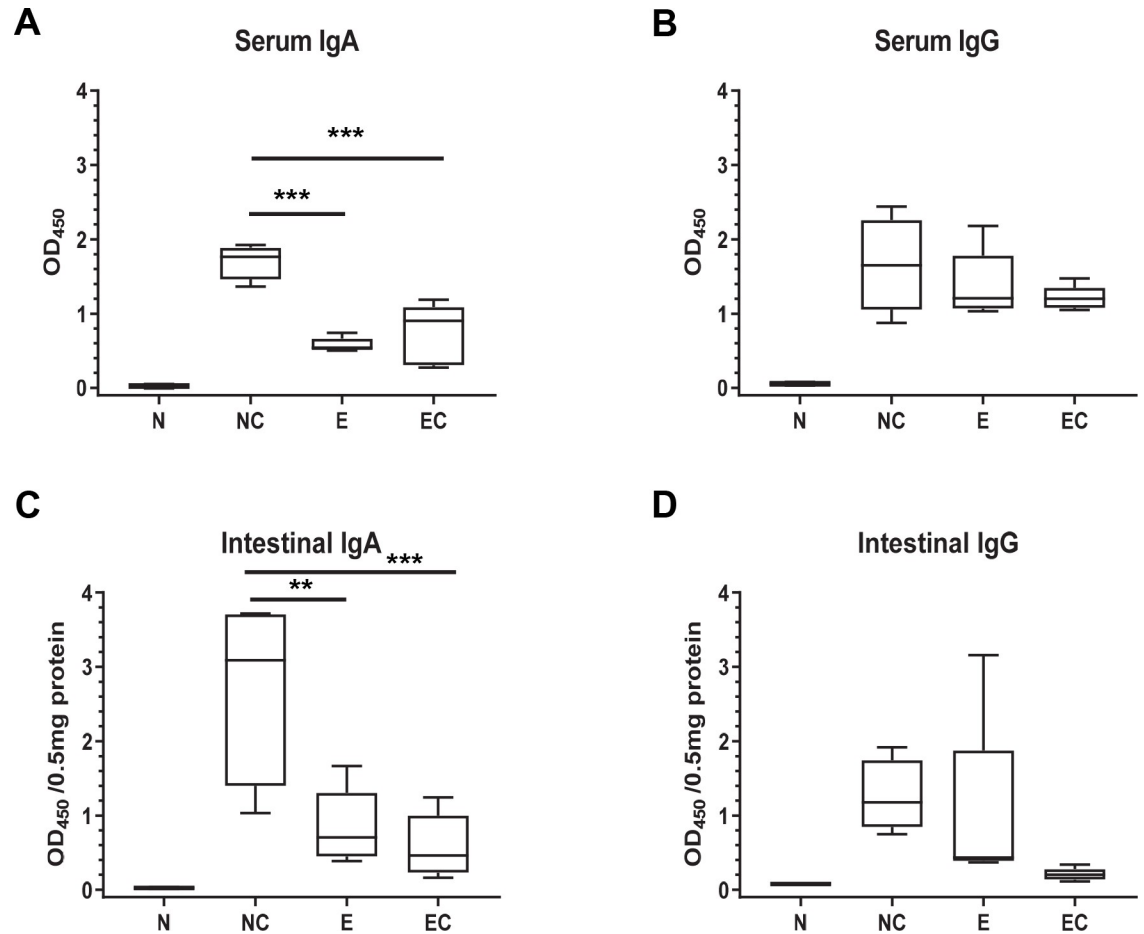 A
Serum IgA
OD450
4
3
2
1
0
***
***
N NC E EC
B
Serum IgG
OD450
4
3
2
1
0
N NC E EC
C
Intestinal IgA
OD450 /0.5mg protein
4
3
2
1
0
***
**
N NC E EC
D
Intestinal IgG
OD450 /0.5mg protein
4
3
2
1
0
N NC E EC